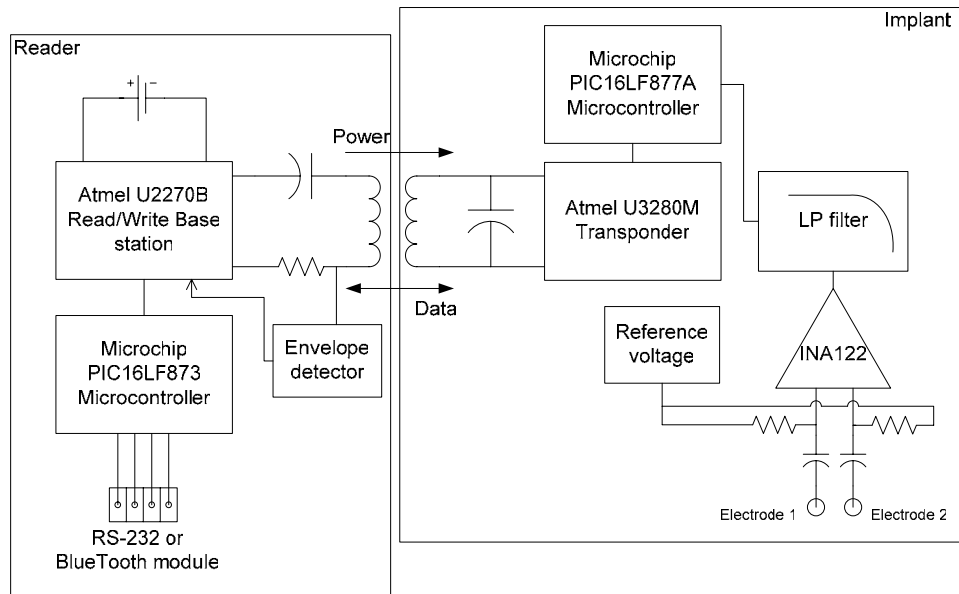 Reader
+ −
Atmel U2270B
Read/Write Base
station
Microchip
PIC16LF873
Microcontroller
RS-232 or
BlueTooth module
Envelope
detector
Power
Data
Implant
Microchip
PIC16LF877A
Microcontroller
Atmel U3280M
Transponder
LP filter
Reference
voltage
INA122
Electrode 1
Electrode 2